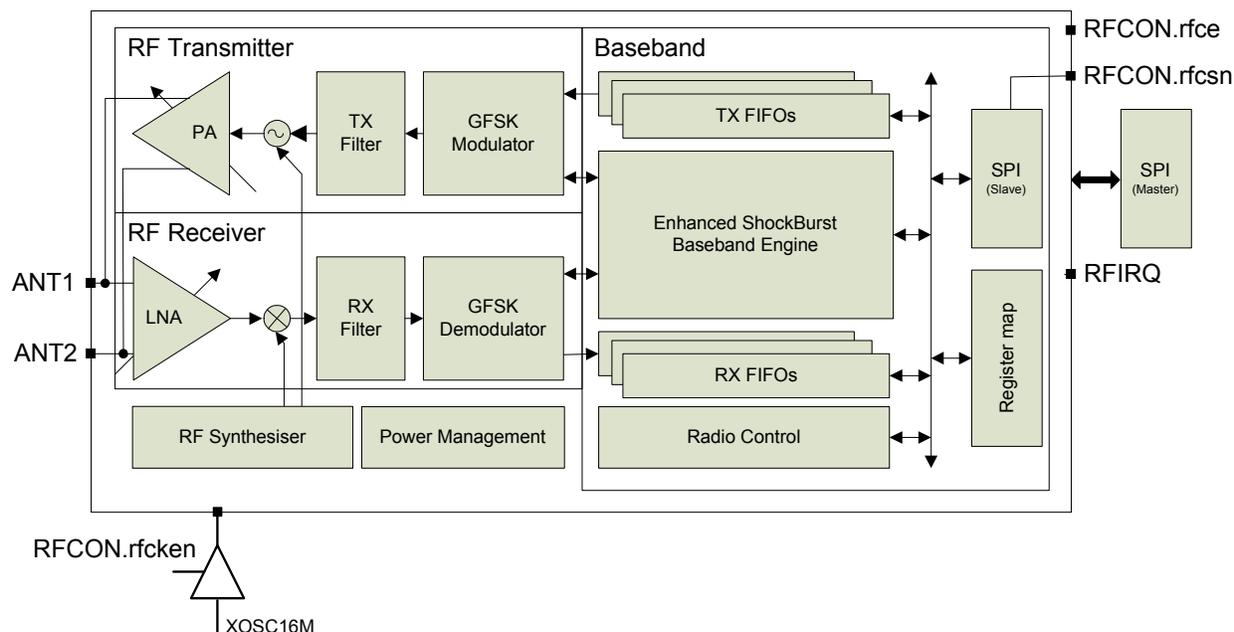 RF Transmitter
Baseband
RFCON.rfce
RFCON.rfcsn
PA
TX
Filter
GFSK
Modulator
TX FIFOs
SPI
(Slave)
SPI
(Master)
Enhanced ShockBurst
Baseband Engine
RF Receiver
ANT1
ANT2
LNA
RX
Filter
GFSK
Demodulator
RFIRQ
RX FIFOs
Register map
RF Synthesiser
Power Management
Radio Control
RFCON.rfcken
XOSC16M